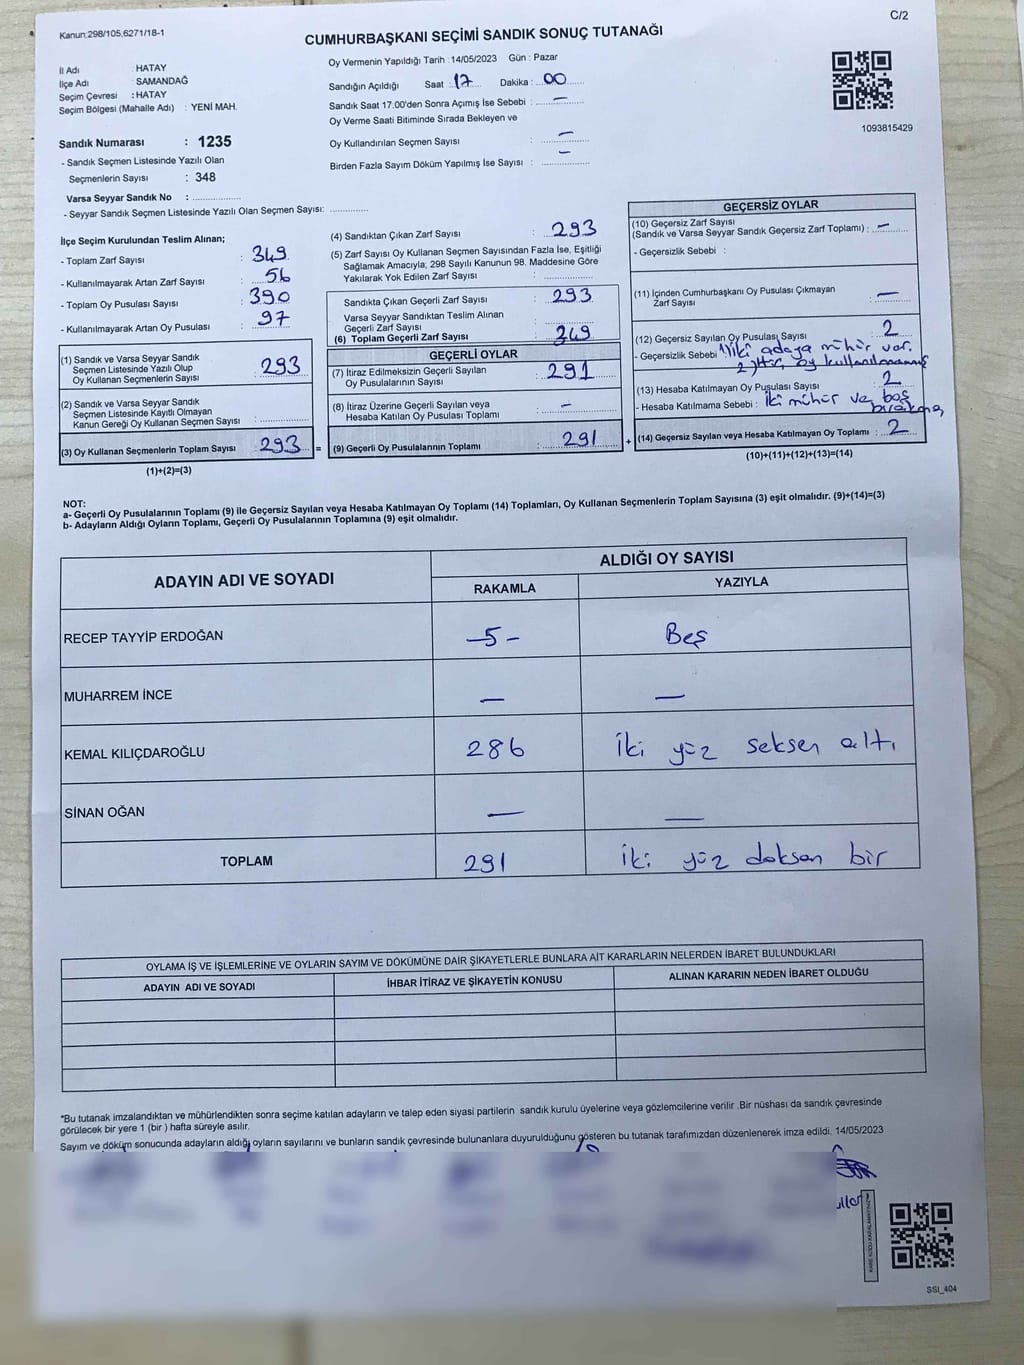 Kanun;298/105,6271/18-1
C/2
CUMHURBAŞKANI SEÇİMİ SANDIK SONUÇ TUTANAĞI
İl Adı : HATAY
İlçe Adı : SAMANDAĞ
Seçim Çevresi : HATAY
Seçim Bölgesi (Mahalle Adı) : YENİ MAH.
Oy Vermenin Yapıldığı Tarih : 14/05/2023 Gün : Pazar
Sandığın Açıldığı Saat : 17 Dakika : 00
Sandık Saat 17.00'den Sonra Açımış İse Sebebi : —
Oy Verme Saati Bitiminde Sırada Bekleyen ve
Oy Kullandırılan Seçmen Sayısı : —
Birden Fazla Sayım Döküm Yapılmış İse Sayısı : —
1093815429
Sandık Numarası : 1235
- Sandık Seçmen Listesinde Yazılı Olan
Seçmenlerin Sayısı : 348
Varsa Seyyar Sandık No :
- Seyyar Sandık Seçmen Listesinde Yazılı Olan Seçmen Sayısı:
İlçe Seçim Kurulundan Teslim Alınan;
- Toplam Zarf Sayısı : 349
- Kullanılmayarak Artan Zarf Sayısı : 56
- Toplam Oy Pusulası Sayısı : 390
- Kullanılmayarak Artan Oy Pusulası : 97
(1) Sandık ve Varsa Seyyar Sandık
Seçmen Listesinde Yazılı Olup
Oy Kullanan Seçmenlerin Sayısı : 293
(2) Sandık ve Varsa Seyyar Sandık
Seçmen Listesinde Kayıtlı Olmayan
Kanun Gereği Oy Kullanan Seçmen Sayısı :
(3) Oy Kullanan Seçmenlerin Toplam Sayısı : 293 =
(1)+(2)=(3)
(4) Sandıktan Çıkan Zarf Sayısı : 293
(5) Zarf Sayısı Oy Kullanan Seçmen Sayısından Fazla İse, Eşitliği
Sağlamak Amacıyla, 298 Sayılı Kanunun 98. Maddesine Göre
Yakılarak Yok Edilen Zarf Sayısı :
Sandıkta Çıkan Geçerli Zarf Sayısı : 293
Varsa Seyyar Sandıktan Teslim Alınan
Geçerli Zarf Sayısı :
(6) Toplam Geçerli Zarf Sayısı : 349
GEÇERLİ OYLAR
(7) İtiraz Edilmeksizin Geçerli Sayılan
Oy Pusulalarının Sayısı : 291
(8) İtiraz Üzerine Geçerli Sayılan veya
Hesaba Katılan Oy Pusulası Toplamı : —
(9) Geçerli Oy Pusulalarının Toplamı : 291 +
GEÇERSİZ OYLAR
(10) Geçersiz Zarf Sayısı
(Sandık ve Varsa Seyyar Sandık Geçersiz Zarf Toplamı) : —
- Geçersizlik Sebebi :
(11) İçinden Cumhurbaşkanı Oy Pusulası Çıkmayan
Zarf Sayısı : —
(12) Geçersiz Sayılan Oy Pusulası Sayısı : 2
- Geçersizlik Sebebi 1) iki adaya mühür var.
2) Hiç oy kullanılmamış
(13) Hesaba Katılmayan Oy Pusulası Sayısı : 2
- Hesaba Katılmama Sebebi : İki mühür ve boş
bırakma,
(14) Geçersiz Sayılan veya Hesaba Katılmayan Oy Toplamı : 2
(10)+(11)+(12)+(13)=(14)
NOT:
a- Geçerli Oy Pusulalarının Toplamı (9) ile Geçersiz Sayılan veya Hesaba Katılmayan Oy Toplamı (14) Toplamları, Oy Kullanan Seçmenlerin Toplam Sayısına (3) eşit olmalıdır. (9)+(14)=(3)
b- Adayların Aldığı Oyların Toplamı, Geçerli Oy Pusulalarının Toplamına (9) eşit olmalıdır.
ADAYIN ADI VE SOYADI ALDIĞI OY SAYISI
RAKAMLA YAZIYLA
RECEP TAYYİP ERDOĞAN –5– Beş
MUHARREM İNCE — —
KEMAL KILIÇDAROĞLU 286 İki yüz seksen altı
SİNAN OĞAN — —
TOPLAM 291 İki yüz doksan bir
OYLAMA İŞ VE İŞLEMLERİNE VE OYLARIN SAYIM VE DÖKÜMÜNE DAİR ŞİKAYETLERLE BUNLARA AİT KARARLARIN NELERDEN İBARET BULUNDUKLARI
ADAYIN ADI VE SOYADI İHBAR İTİRAZ VE ŞİKAYETİN KONUSU ALINAN KARARIN NEDEN İBARET OLDUĞU
*Bu tutanak imzalandıktan ve mühürlendikten sonra seçime katılan adayların ve talep eden siyasi partilerin sandık kurulu üyelerine veya gözlemcilerine verilir .Bir nüshası da sandık çevresinde
görülecek bir yere 1 (bir ) hafta süreyle asılır.
Sayım ve döküm sonucunda adayların aldığı oyların sayılarını ve bunların sandık çevresinde bulunanlara duyurulduğunu gösteren bu tutanak tarafımızdan düzenlenerek imza edildi. 14/05/2023
SSI_404